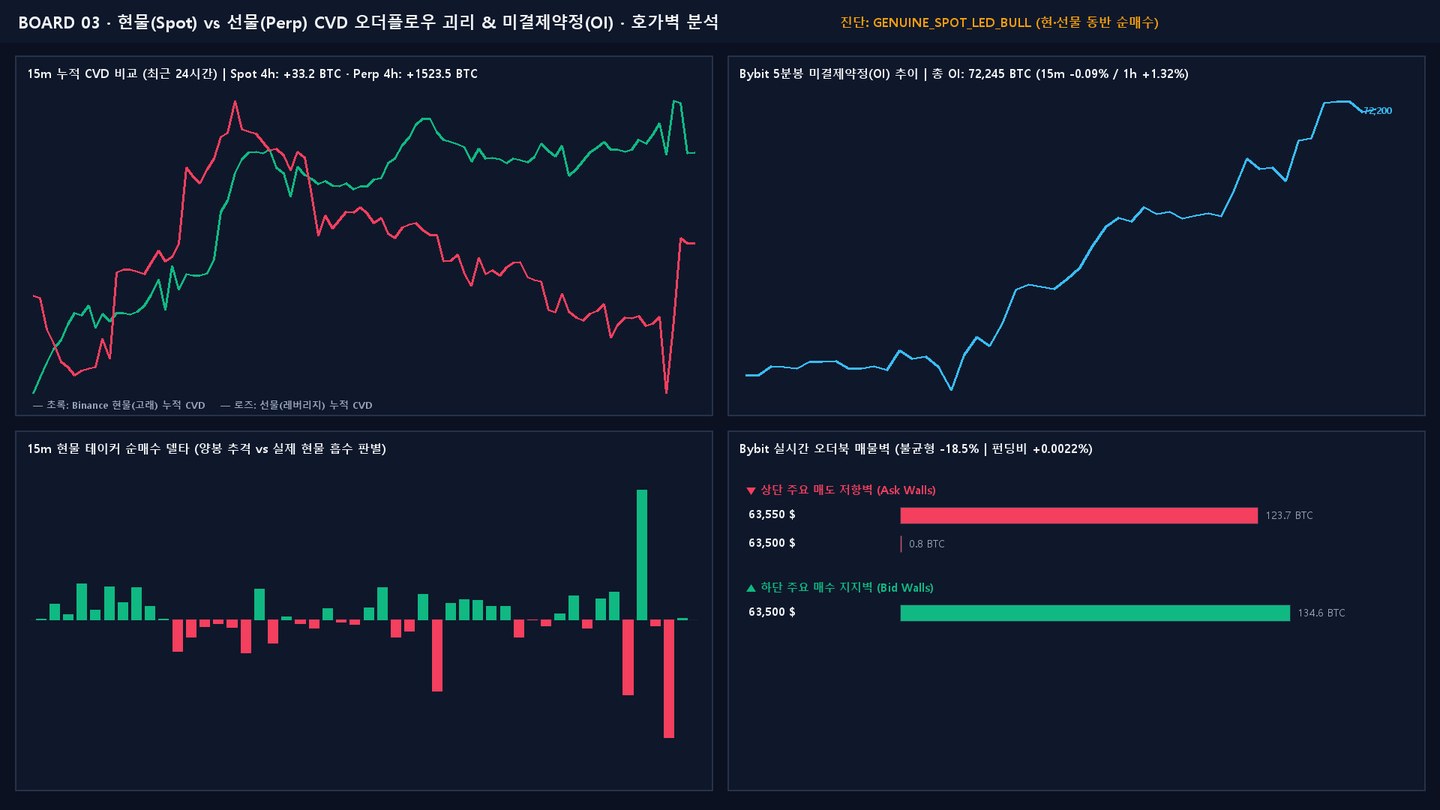 BOARD 03 · 현물(Spot) vs 선물(Perp) CVD 오더플로우 괴리 & 미결제약정(OI) · 호가벽 분석
진단: GENUINE_SPOT_LED_BULL (현·선물 동반 순매수)
15m 누적 CVD 비교 (최근 24시간) | Spot 4h: +33.2 BTC · Perp 4h: +1523.5 BTC
— 초록: Binance 현물(고래) 누적 CVD — 로즈: 선물(레버리지) 누적 CVD
Bybit 5분봉 미결제약정(OI) 추이 | 총 OI: 72,245 BTC (15m -0.09% / 1h +1.32%)
72,200
15m 현물 테이커 순매수 델타 (양봉 추격 vs 실제 현물 흡수 판별)
Bybit 실시간 오더북 매물벽 (불균형 -18.5% | 펀딩비 +0.0022%)
▼ 상단 주요 매도 저항벽 (Ask Walls)
63,550 $ 123.7 BTC
63,500 $ 0.8 BTC
▲ 하단 주요 매수 지지벽 (Bid Walls)
63,500 $ 134.6 BTC